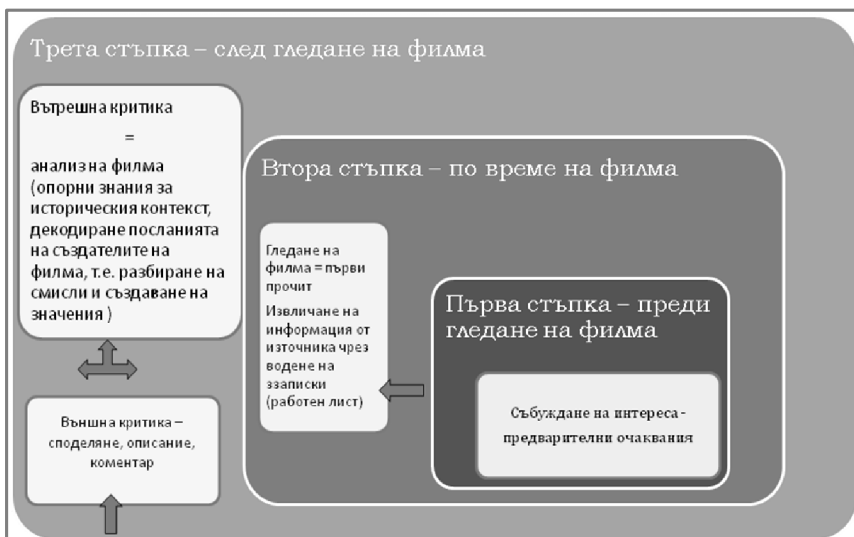 Трета стъпка – след гледане на филма
Вътрешна критика
=
анализ на филма
(опорни знания за
историческия контекст,
декодиране посланията
на създателите на
филма, т.е. разбиране на
смисли и създаване на
значения )
Външна критика –
споделяне, описание,
коментар
Втора стъпка – по време на филма
Гледане на
филма = първи
прочит
Извличане на
информация от
източника чрез
водене на
ззаписки
(работен лист)
Първа стъпка – преди
гледане на филма
Събуждане на интереса-
предварителни очаквания